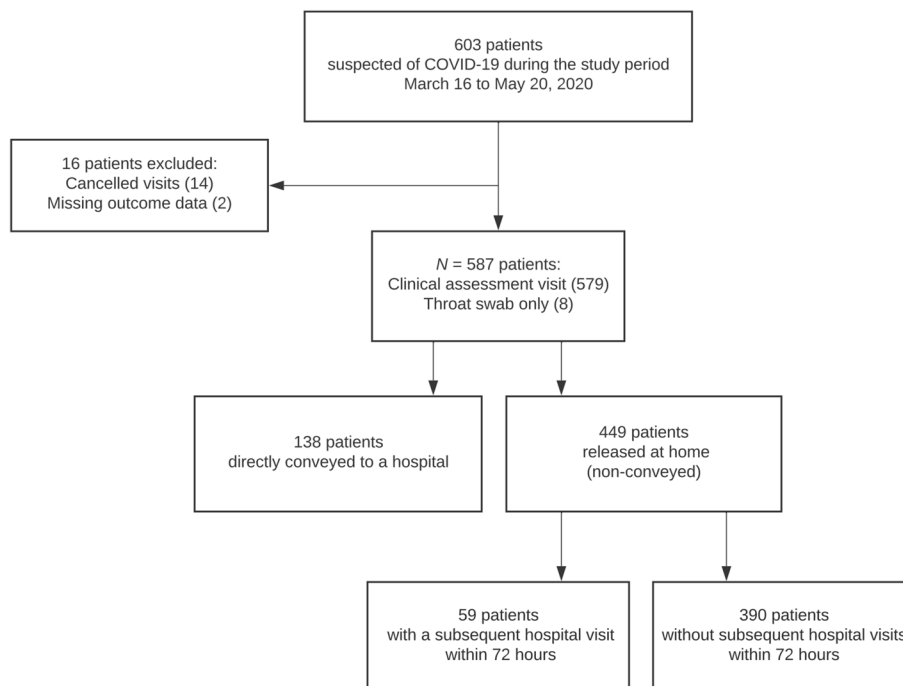 603 patients
suspected of COVID-19 during the study period
March 16 to May 20, 2020
16 patients excluded:
Cancelled visits (14)
Missing outcome data (2)
N = 587 patients:
Clinical assessment visit (579)
Throat swab only (8)
138 patients
directly conveyed to a hospital
449 patients
released at home
(non-conveyed)
59 patients
with a subsequent hospital visit
within 72 hours
390 patients
without subsequent hospital visits
within 72 hours